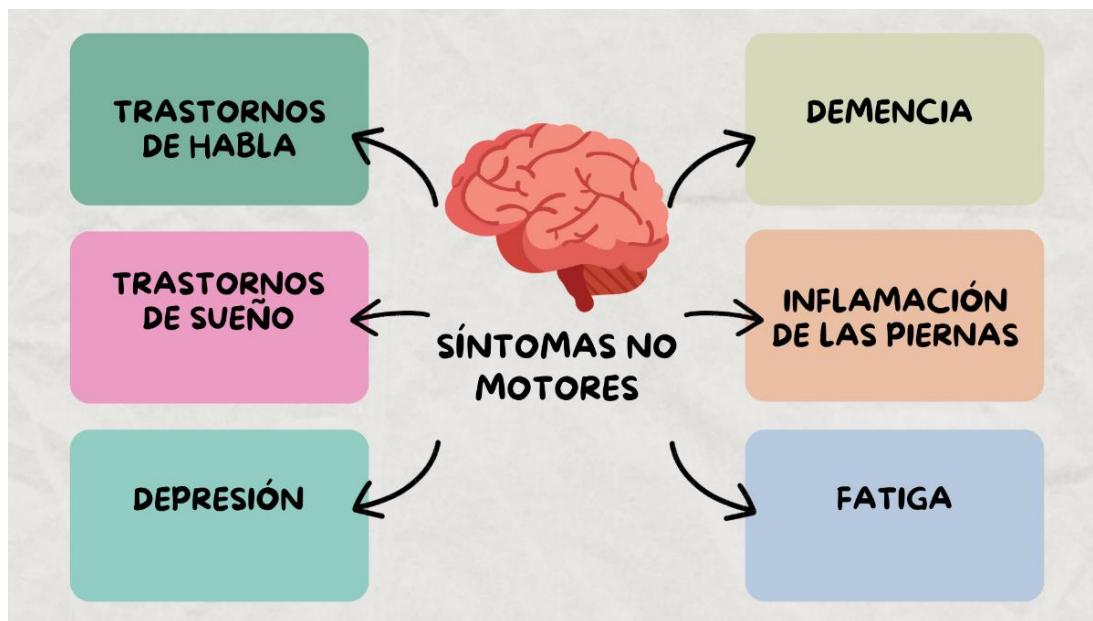 TRASTORNOS
DE HABLA
TRASTORNOS
DE SUEÑO
DEPRESIÓN
SÍNTOMAS NO
MOTORES
DEMENCIA
INFLAMACIÓN
DE LAS PIERNAS
FATIGA